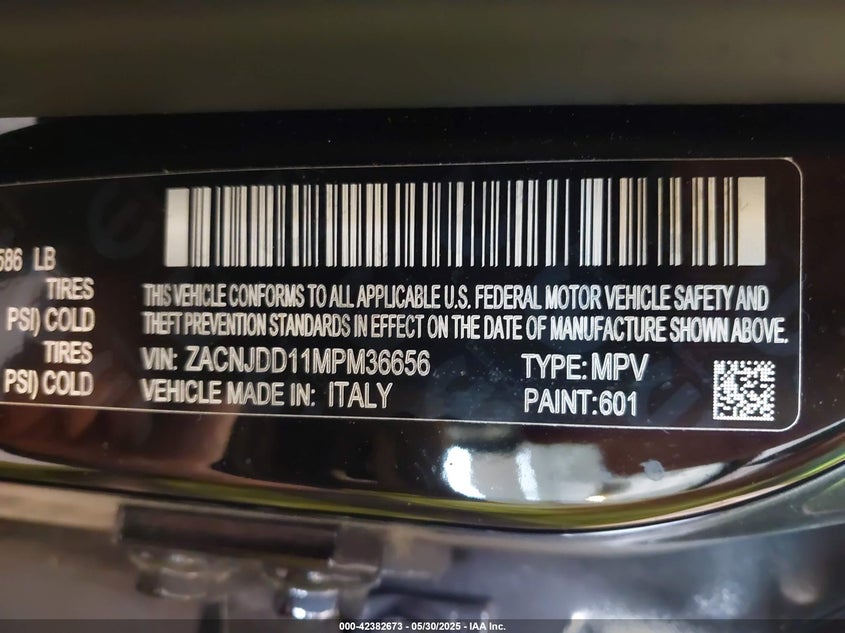 586 LB
TIRES
PSI) COLD
TIRES
PSI) COLD
THIS VEHICLE CONFORMS TO ALL APPLICABLE U.S. FEDERAL MOTOR VEHICLE SAFETY AND
THEFT PREVENTION STANDARDS IN EFFECT ON THE DATE OF MANUFACTURE SHOWN ABOVE.
VIN: ZACNJDD11MPM36656 TYPE: MPV
VEHICLE MADE IN: ITALY PAINT:601
000-42382673 - 05/30/2025 - IAA Inc.